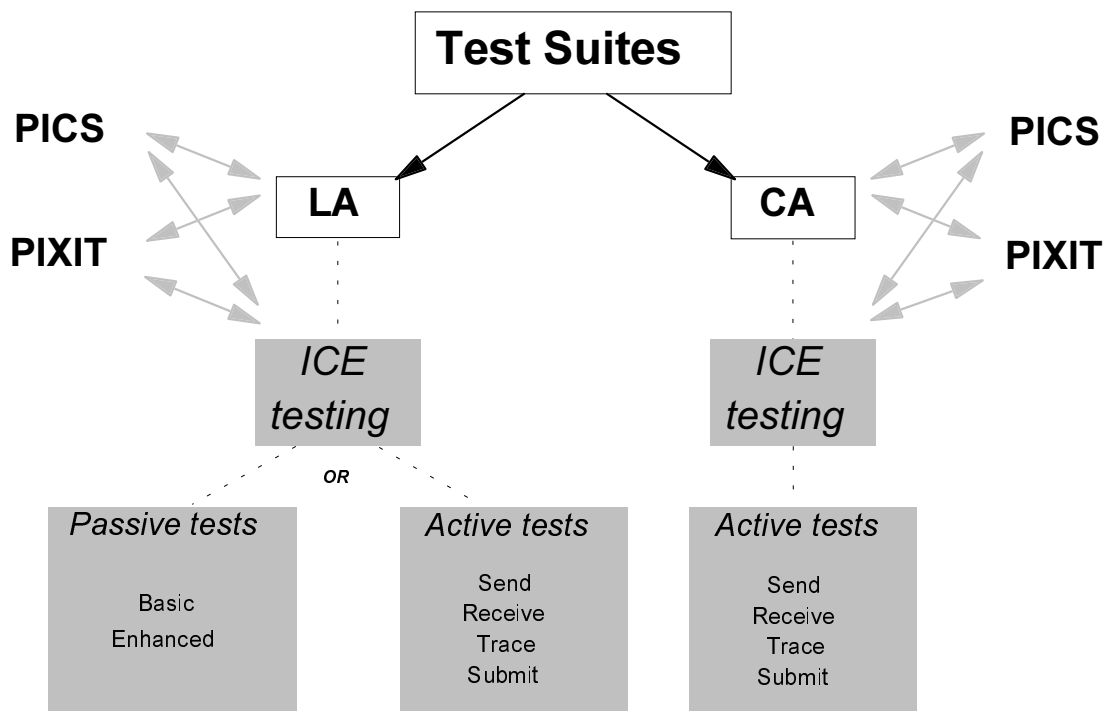 Test Suites
PICS
PICS
LA
CA
PIXIT
PIXIT
ICE
testing
ICE
testing
OR
Passive tests
Basic
Enhanced
Active tests
Send
Receive
Trace
Submit
Active tests
Send
Receive
Trace
Submit